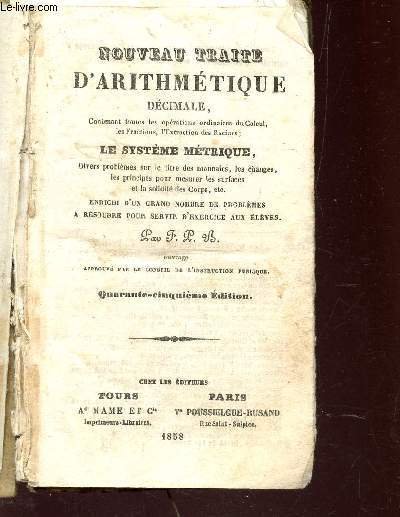 Le-livre.com
NOUVEAU TRAITÉ
D'ARITHMÉTIQUE
DÉCIMALE,
Contenant toutes les opérations ordinaires du Calcul,
les Fractions, l'Extraction des Racines;
LE SYSTÈME MÉTRIQUE,
Divers problèmes sur le titre des monnaies, les changes,
les principes pour mesurer les surfaces
et la solidité des Corps, etc.
ENRICHI D'UN GRAND NOMBRE DE PROBLÈMES
A RÉSOUDRE POUR SERVIR D'EXERCICE AUX ÉLÈVES.
Par F. P. B.
OUVRAGE
APPROUVÉ PAR LE CONSEIL DE L'INSTRUCTION PUBLIQUE.
Quarante-cinquième Édition.
CHEZ LES ÉDITEURS
TOURS
Ad MAME ET Cie
Imprimeurs-Libraires.
PARIS
Ve POUSSIELGUE-RUSAND
Rue Saint-Sulpice.
1858